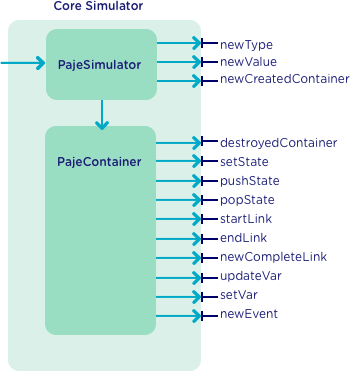 Core Simulator
PajeSimulator
newType
newValue
newCreatedContainer
PajeContainer
destroyedContainer
setState
pushState
popState
startLink
endLink
newCompleteLink
updateVar
setVar
newEvent